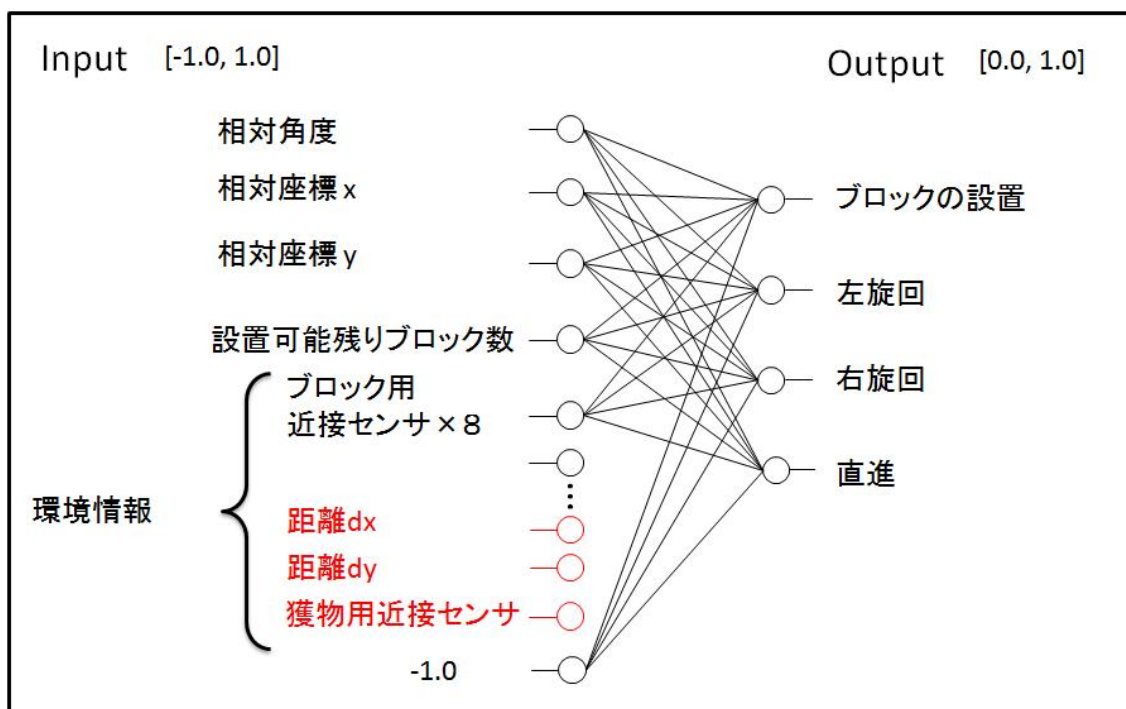 Input [-1.0, 1.0]
Output [0.0, 1.0]
相対角度
相対座標x
相対座標y
設置可能残りブロック数
ブロック用
近接センサ×8
環境情報
距離dx
距離dy
獲物用近接センサ
-1.0
ブロックの設置
左旋回
右旋回
直進